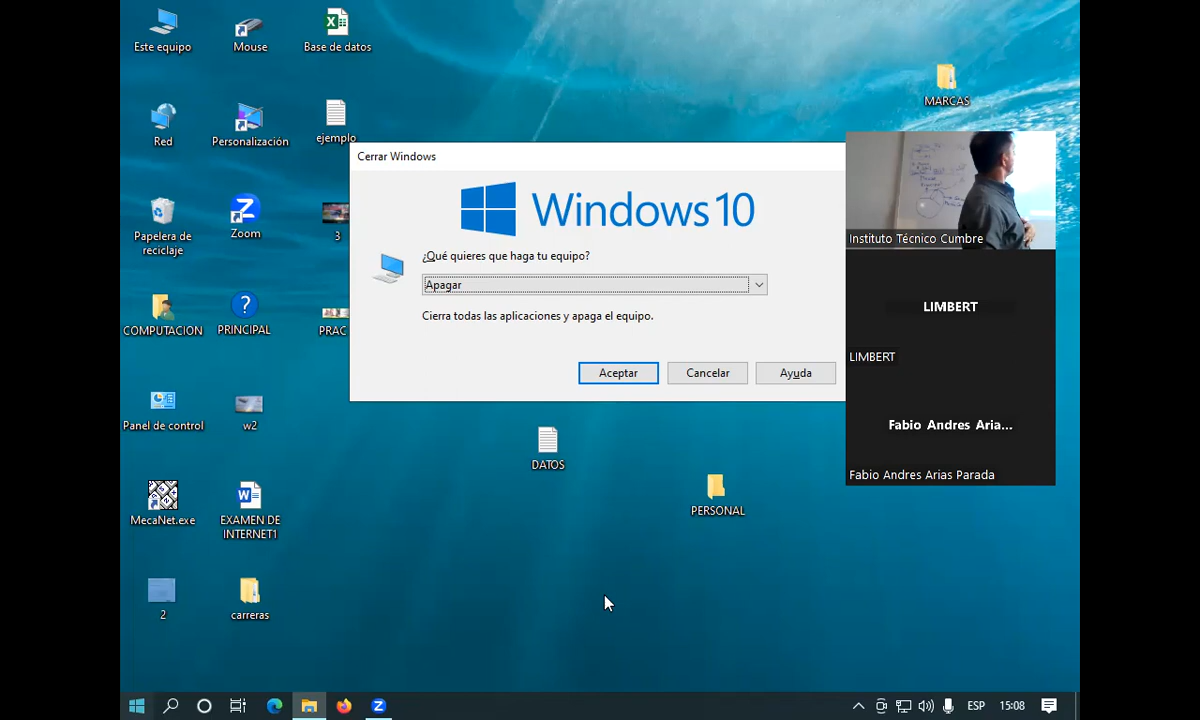 Este equipo
Mouse
Base de datos
MARCAS
Red
Personalización
ejemplo
Cerrar Windows
Windows 10
¿Qué quieres que haga tu equipo?
Apagar
Cierra todas las aplicaciones y apaga el equipo.
Aceptar
Cancelar
Ayuda
Instituto Técnico Cumbre
LIMBERT
LIMBERT
Fabio Andres Aria...
Fabio Andres Arias Parada
Papelera de
reciclaje
Zoom
3
COMPUTACION
PRINCIPAL
PRAC
Panel de control
w2
DATOS
PERSONAL
MecaNet.exe
EXAMEN DE
INTERNET1
2
carreras
ESP
15:08